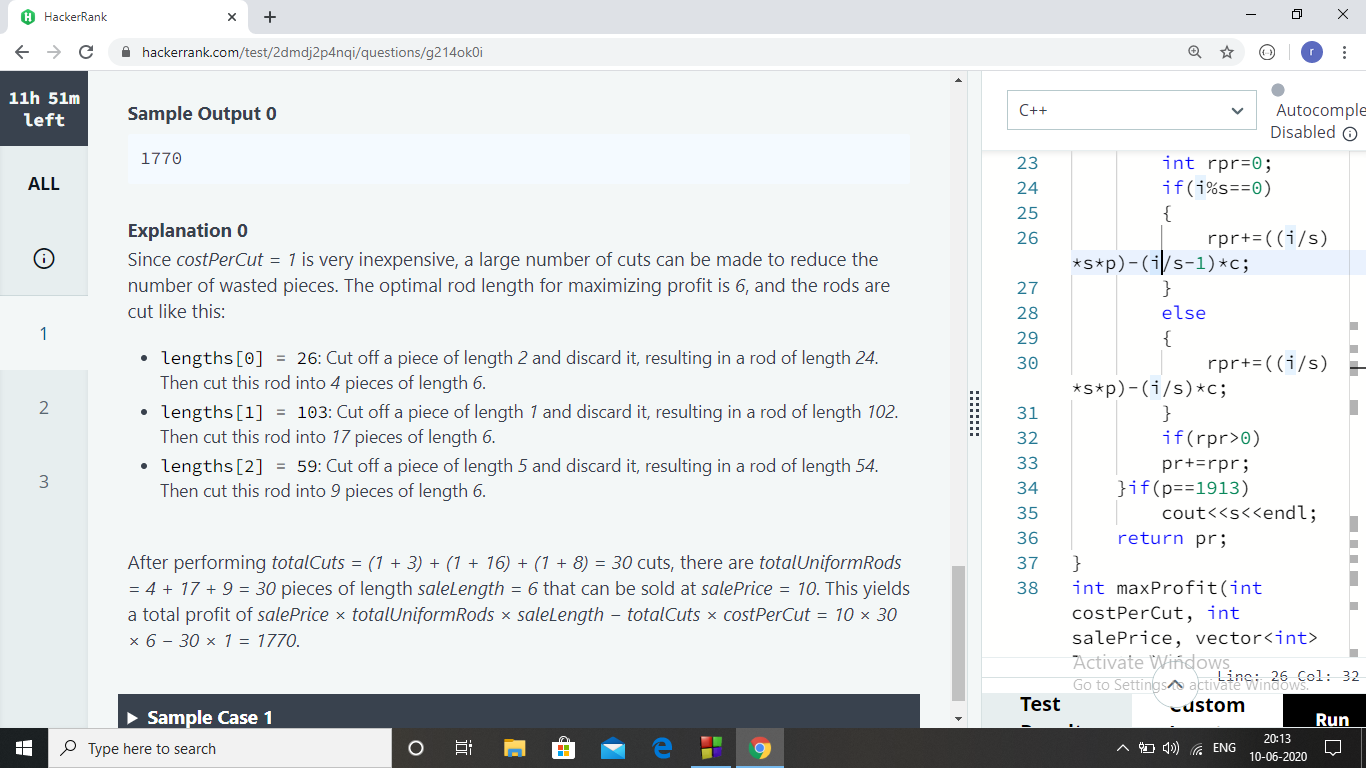 HackerRank
hackerrank.com/test/2dmdj2p4nqi/questions/g214ok0i
r
11h 51m
left
ALL
1
2
3
Sample Output 0
1770
Explanation 0
Since costPerCut = 1 is very inexpensive, a large number of cuts can be made to reduce the
number of wasted pieces. The optimal rod length for maximizing profit is 6, and the rods are
cut like this:
• lengths[0] = 26: Cut off a piece of length 2 and discard it, resulting in a rod of length 24.
Then cut this rod into 4 pieces of length 6.
• lengths[1] = 103: Cut off a piece of length 1 and discard it, resulting in a rod of length 102.
Then cut this rod into 17 pieces of length 6.
• lengths[2] = 59: Cut off a piece of length 5 and discard it, resulting in a rod of length 54.
Then cut this rod into 9 pieces of length 6.
After performing totalCuts = (1 + 3) + (1 + 16) + (1 + 8) = 30 cuts, there are totalUniformRods
= 4 + 17 + 9 = 30 pieces of length saleLength = 6 that can be sold at salePrice = 10. This yields
a total profit of salePrice × totalUniformRods × saleLength − totalCuts × costPerCut = 10 × 30
× 6 − 30 × 1 = 1770.
Sample Case 1
C++
Autocomple
Disabled
23 int rpr=0;
24 if(i%s==0)
25 {
26 rpr+=((i/s)
*s*p)-(i/s-1)*c;
27 }
28 else
29 {
30 rpr+=((i/s)
*s*p)-(i/s)*c;
31 }
32 if(rpr>0)
33 pr+=rpr;
34 }if(p==1913)
35 cout<<s<<endl;
36 return pr;
37 }
38 int maxProfit(int
costPerCut, int
salePrice, vector<int>
Activate Windows
Go to Settings to activate Windows.
Line: 26 Col: 32
Test
Custom
Run
Type here to search
ENG
20:13
10-06-2020